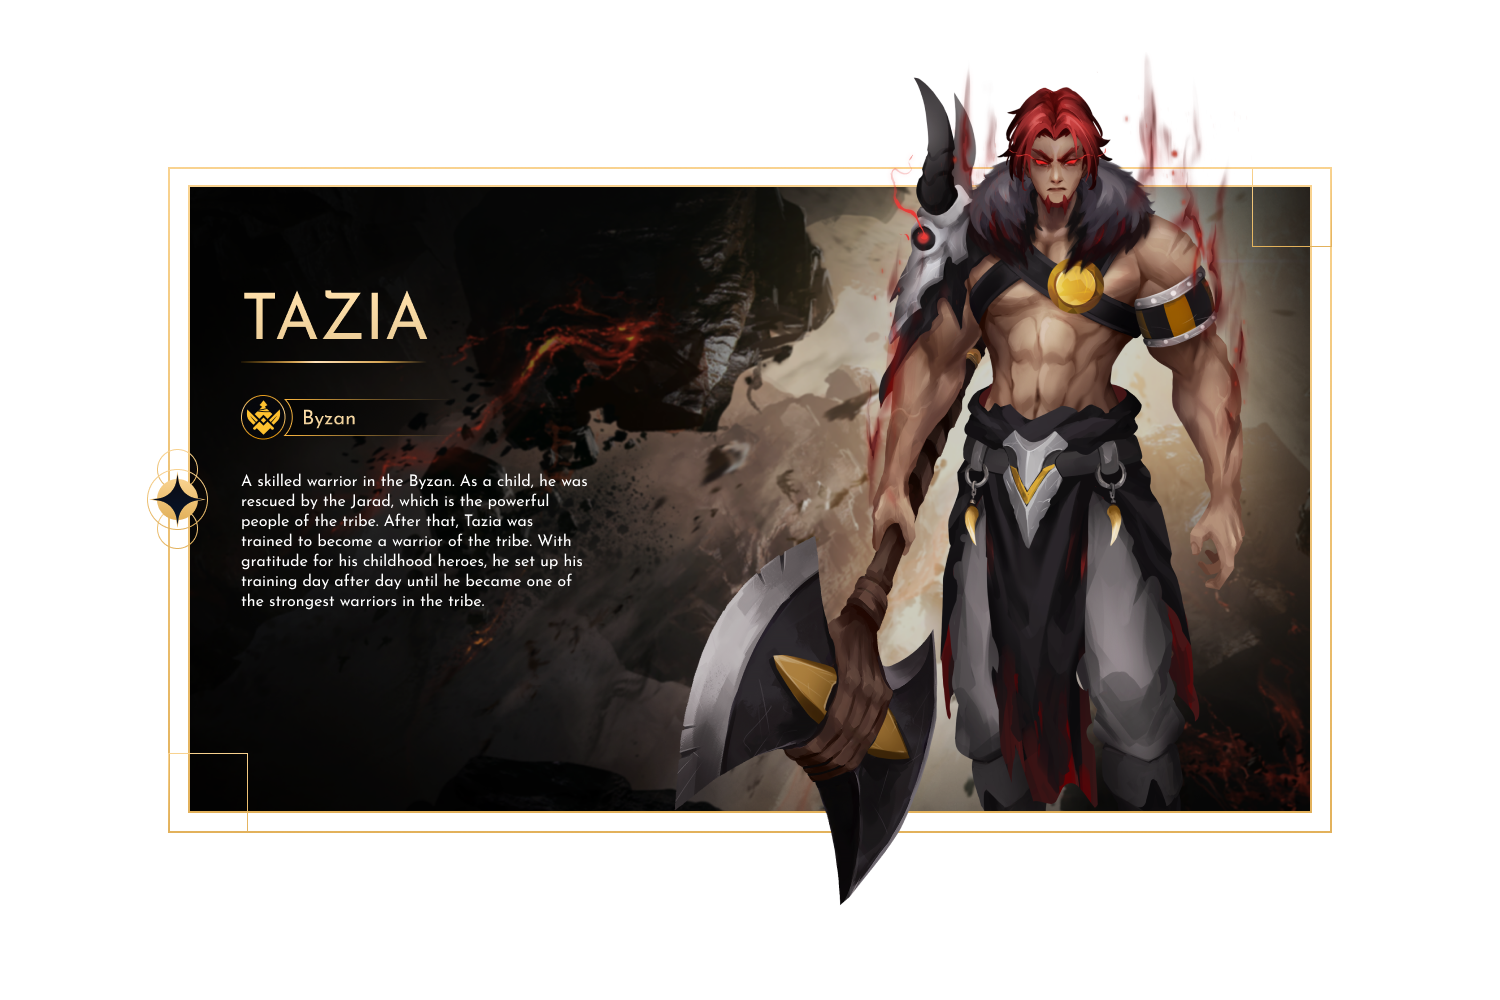 TAZIA
Byzan
A skilled warrior in the Byzan. As a child, he was
rescued by the Jarad, which is the powerful
people of the tribe. After that, Tazia was
trained to become a warrior of the tribe. With
gratitude for his childhood heroes, he set up his
training day after day until he became one of
the strongest warriors in the tribe.